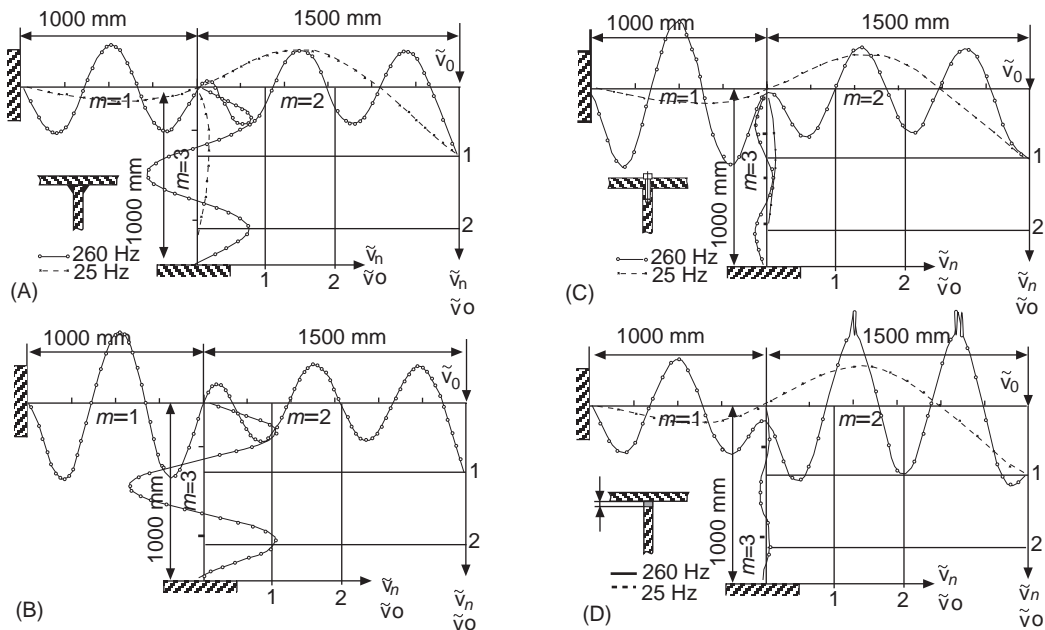 1000 mm
1500 mm
ṽ0
m=1
m=2
m=3
1000 mm
1
2
260 Hz
25 Hz
1
2
ṽn
ṽo
ṽn
ṽo
(A)
1000 mm
1500 mm
ṽ0
m=1
m=2
m=3
1000 mm
1
2
260 Hz
25 Hz
1
2
ṽn
ṽo
ṽn
ṽo
(C)
1000 mm
1500 mm
ṽ0
m=1
m=2
m=3
1000 mm
1
2
1
2
ṽn
ṽo
ṽn
ṽo
(B)
1000 mm
1500 mm
ṽ0
m=1
m=2
m=3
1000 mm
1
2
260 Hz
25 Hz
1
2
ṽn
ṽo
ṽn
ṽo
(D)